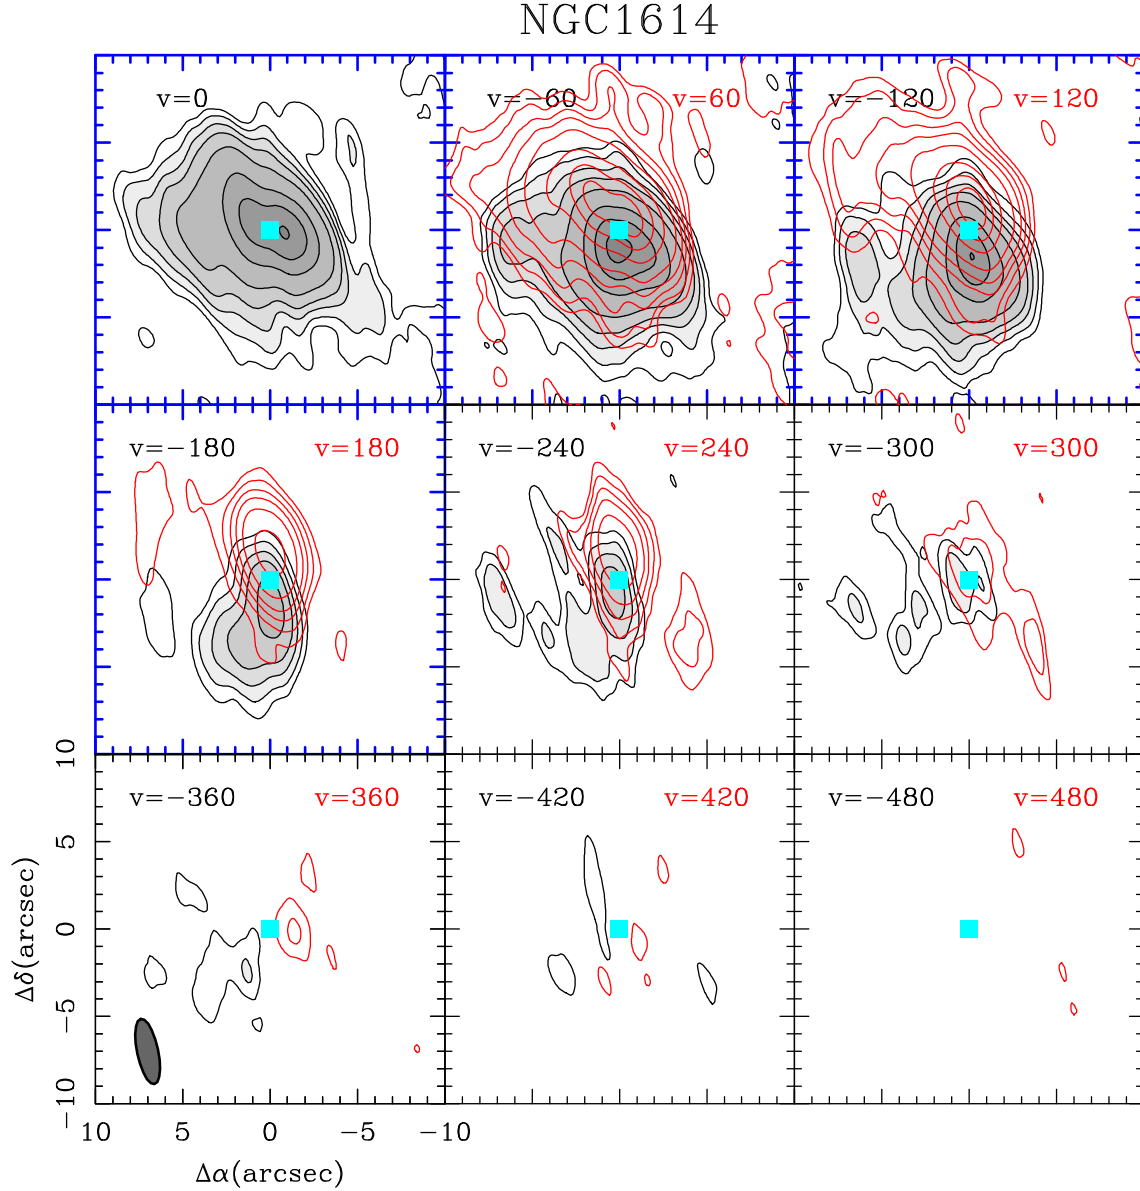 NGC1614
v=0
v=−60 v=60
v=−120 v=120
v=−180 v=180
v=−240 v=240
v=−300 v=300
v=−360 v=360
v=−420 v=420
v=−480 v=480
10
5
0
−5
−10
Δδ(arcsec)
10 5 0 −5 −10
Δα(arcsec)